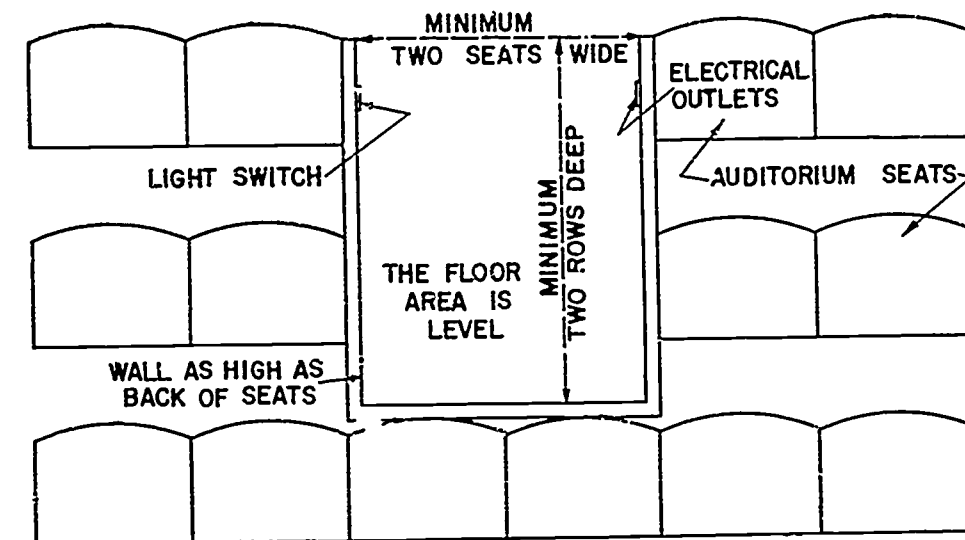 MINIMUM
TWO SEATS WIDE
ELECTRICAL
OUTLETS
LIGHT SWITCH
AUDITORIUM SEATS
MINIMUM
TWO ROWS DEEP
THE FLOOR
AREA IS
LEVEL
WALL AS HIGH AS
BACK OF SEATS